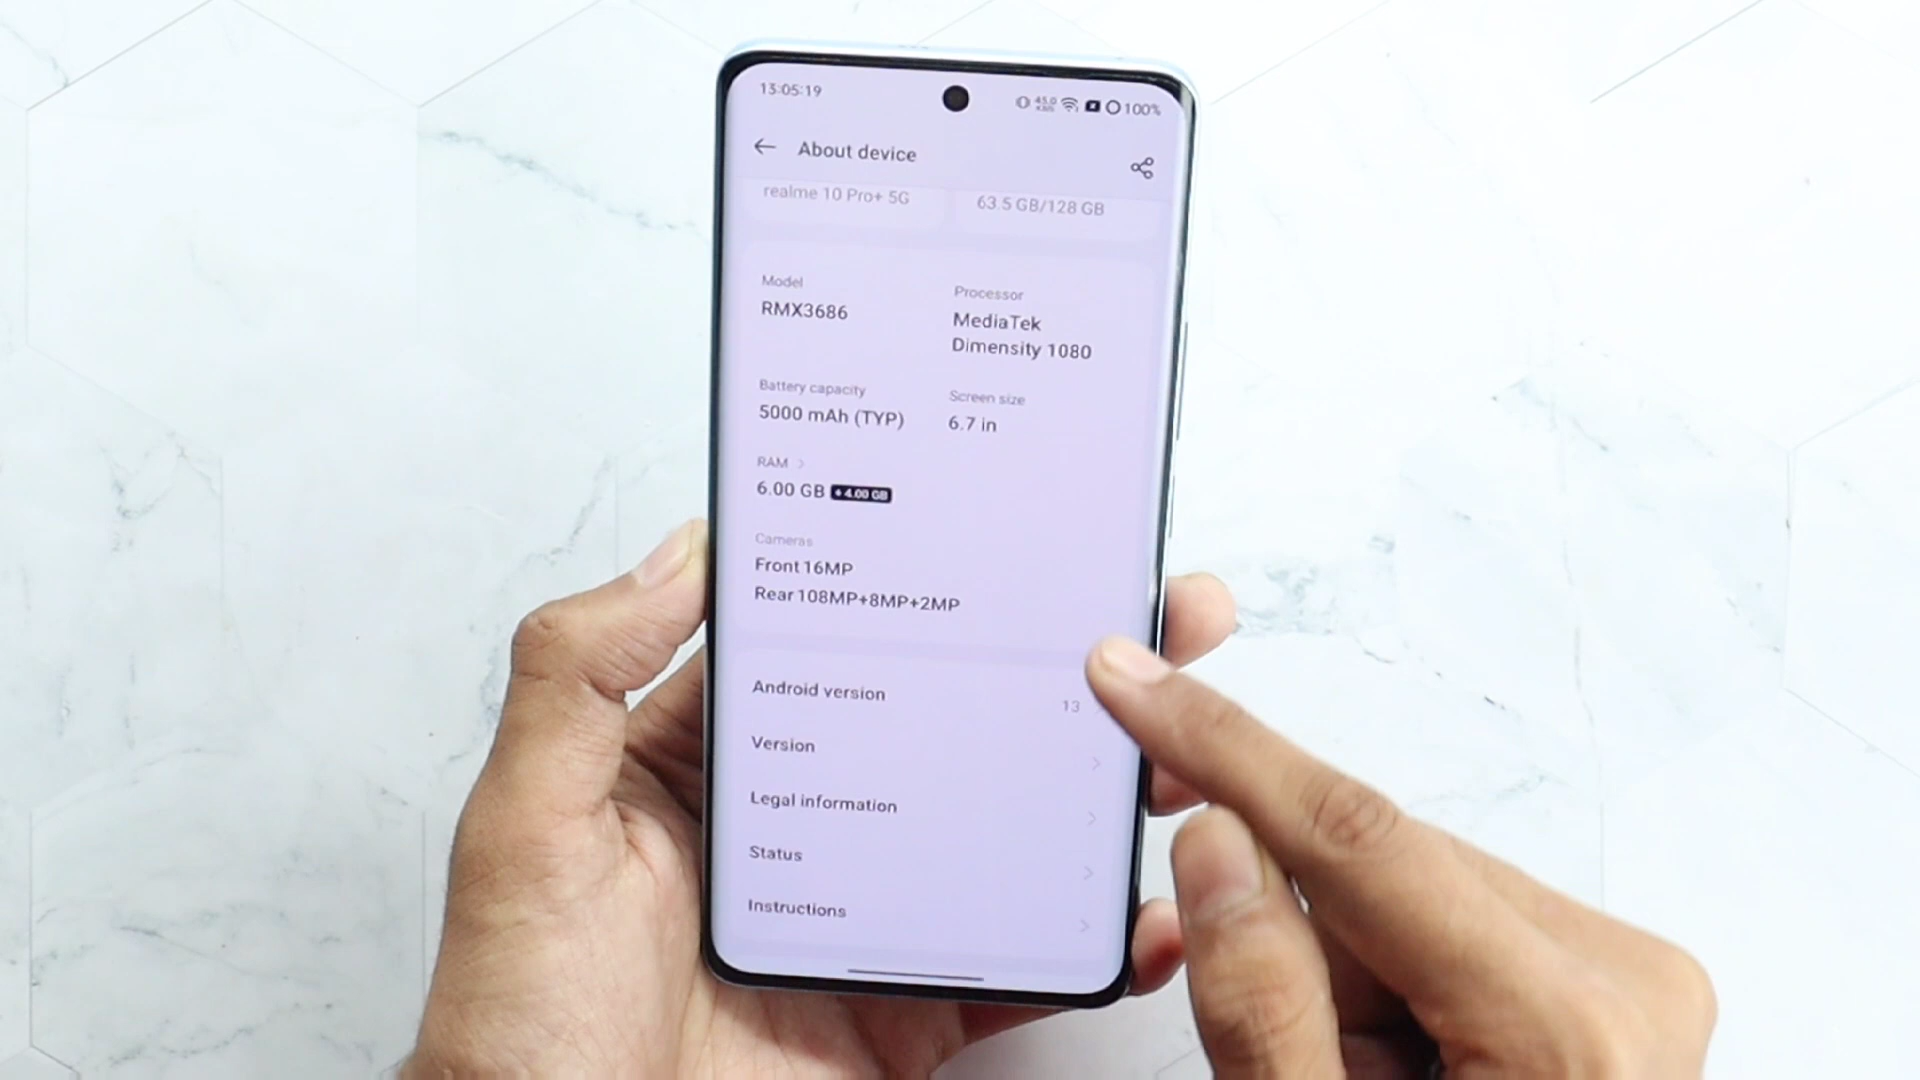 13:05:19
45.0
KB/s
100%
About device
realme 10 Pro+ 5G
63.5 GB/128 GB
Model
RMX3686
Processor
MediaTek
Dimensity 1080
Battery capacity
5000 mAh (TYP)
Screen size
6.7 in
RAM >
6.00 GB + 4.00 GB
Cameras
Front 16MP
Rear 108MP+8MP+2MP
Android version
13
Version
Legal information
Status
Instructions